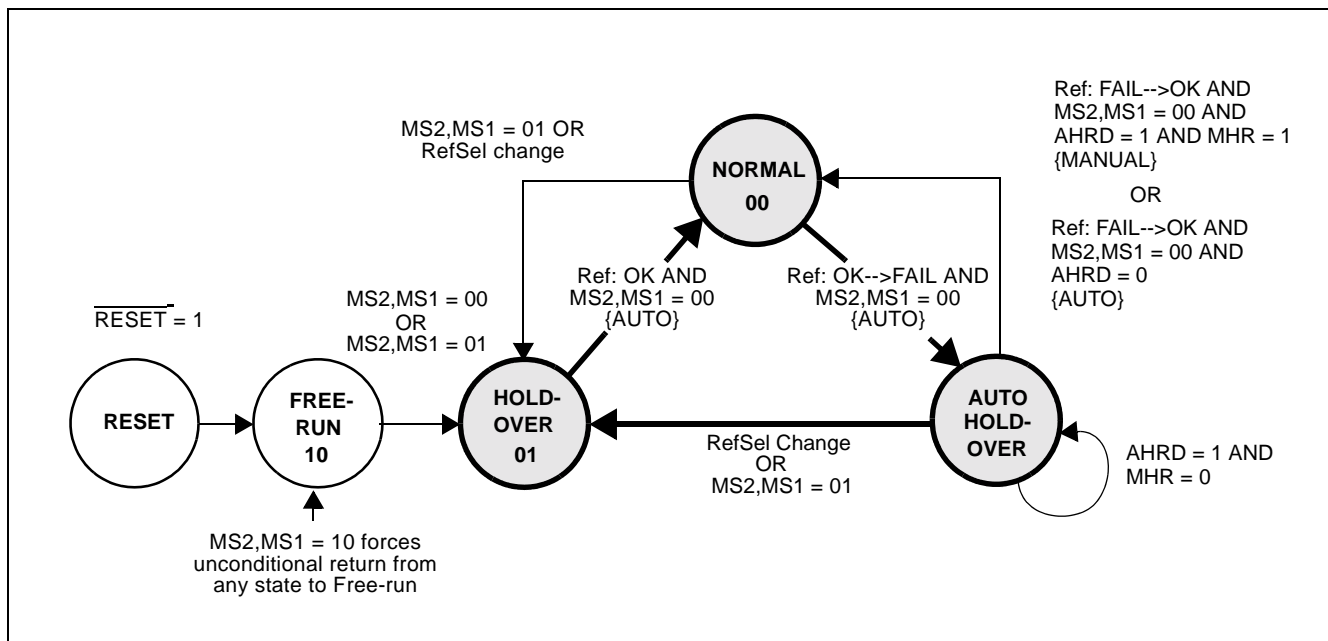 Ref: FAIL-->OK AND
MS2,MS1 = 00 AND
AHRD = 1 AND MHR = 1
{MANUAL}
OR
Ref: FAIL-->OK AND
MS2,MS1 = 00 AND
AHRD = 0
{AUTO}
MS2,MS1 = 01 OR
RefSel change
NORMAL
00
Ref: OK AND
MS2,MS1 = 00
{AUTO}
Ref: OK-->FAIL AND
MS2,MS1 = 00
{AUTO}
RESET = 1
MS2,MS1 = 00
OR
MS2,MS1 = 01
RESET
FREE-
RUN
10
HOLD-
OVER
01
AUTO
HOLD-
OVER
RefSel Change
OR
MS2,MS1 = 01
AHRD = 1 AND
MHR = 0
MS2,MS1 = 10 forces
unconditional return from
any state to Free-run